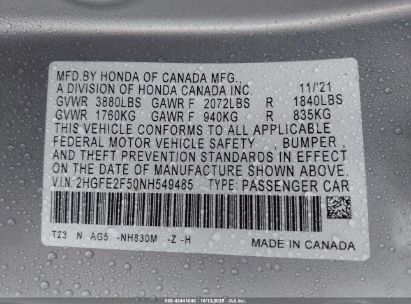 MFD.BY HONDA OF CANADA MFG.,
A DIVISION OF HONDA CANADA INC. 11/21
GVWR 3880LBS GAWR F 2072LBS R 1840LBS
GVWR 1760KG GAWR F 940KG R 835KG
THIS VEHICLE CONFORMS TO ALL APPLICABLE
FEDERAL MOTOR VEHICLE SAFETY , BUMPER ,
AND THEFT PREVENTION STANDARDS IN EFFECT
ON THE DATE OF MANUFACTURE SHOWN ABOVE.
V.I.N: 2HGFE2F50NH549485 TYPE: PASSENGER CAR
T23 N AG5 -NH830M -Z -H
MADE IN CANADA